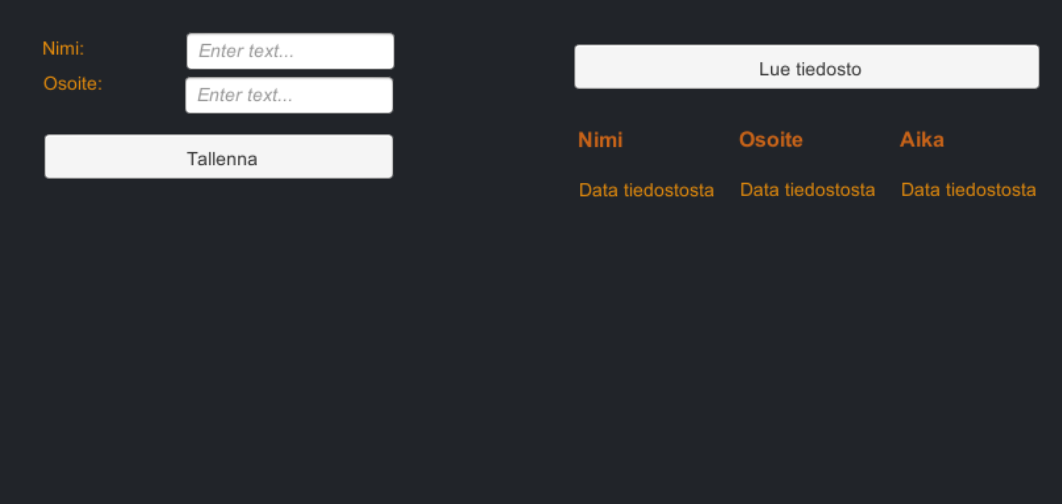 Nimi:
Enter text...
Osoite:
Enter text...
Tallenna
Lue tiedosto
Nimi Osoite Aika
Data tiedostosta Data tiedostosta Data tiedostosta